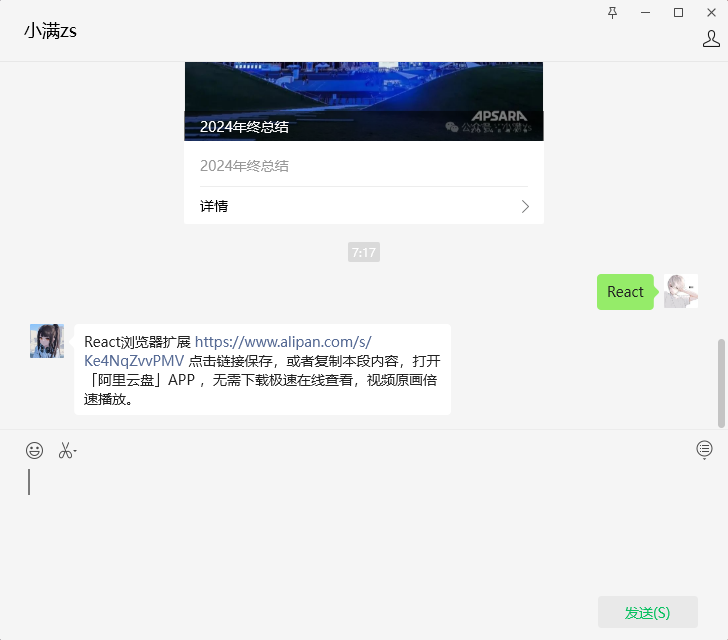 小满zs
APSARA
2024年终总结
2024年终总结
详情
7:17
React
React浏览器扩展 https://www.alipan.com/s/
Ke4NqZvvPMV 点击链接保存，或者复制本段内容，打开
「阿里云盘」APP ，无需下载极速在线查看，视频原画倍
速播放。
发送(S)